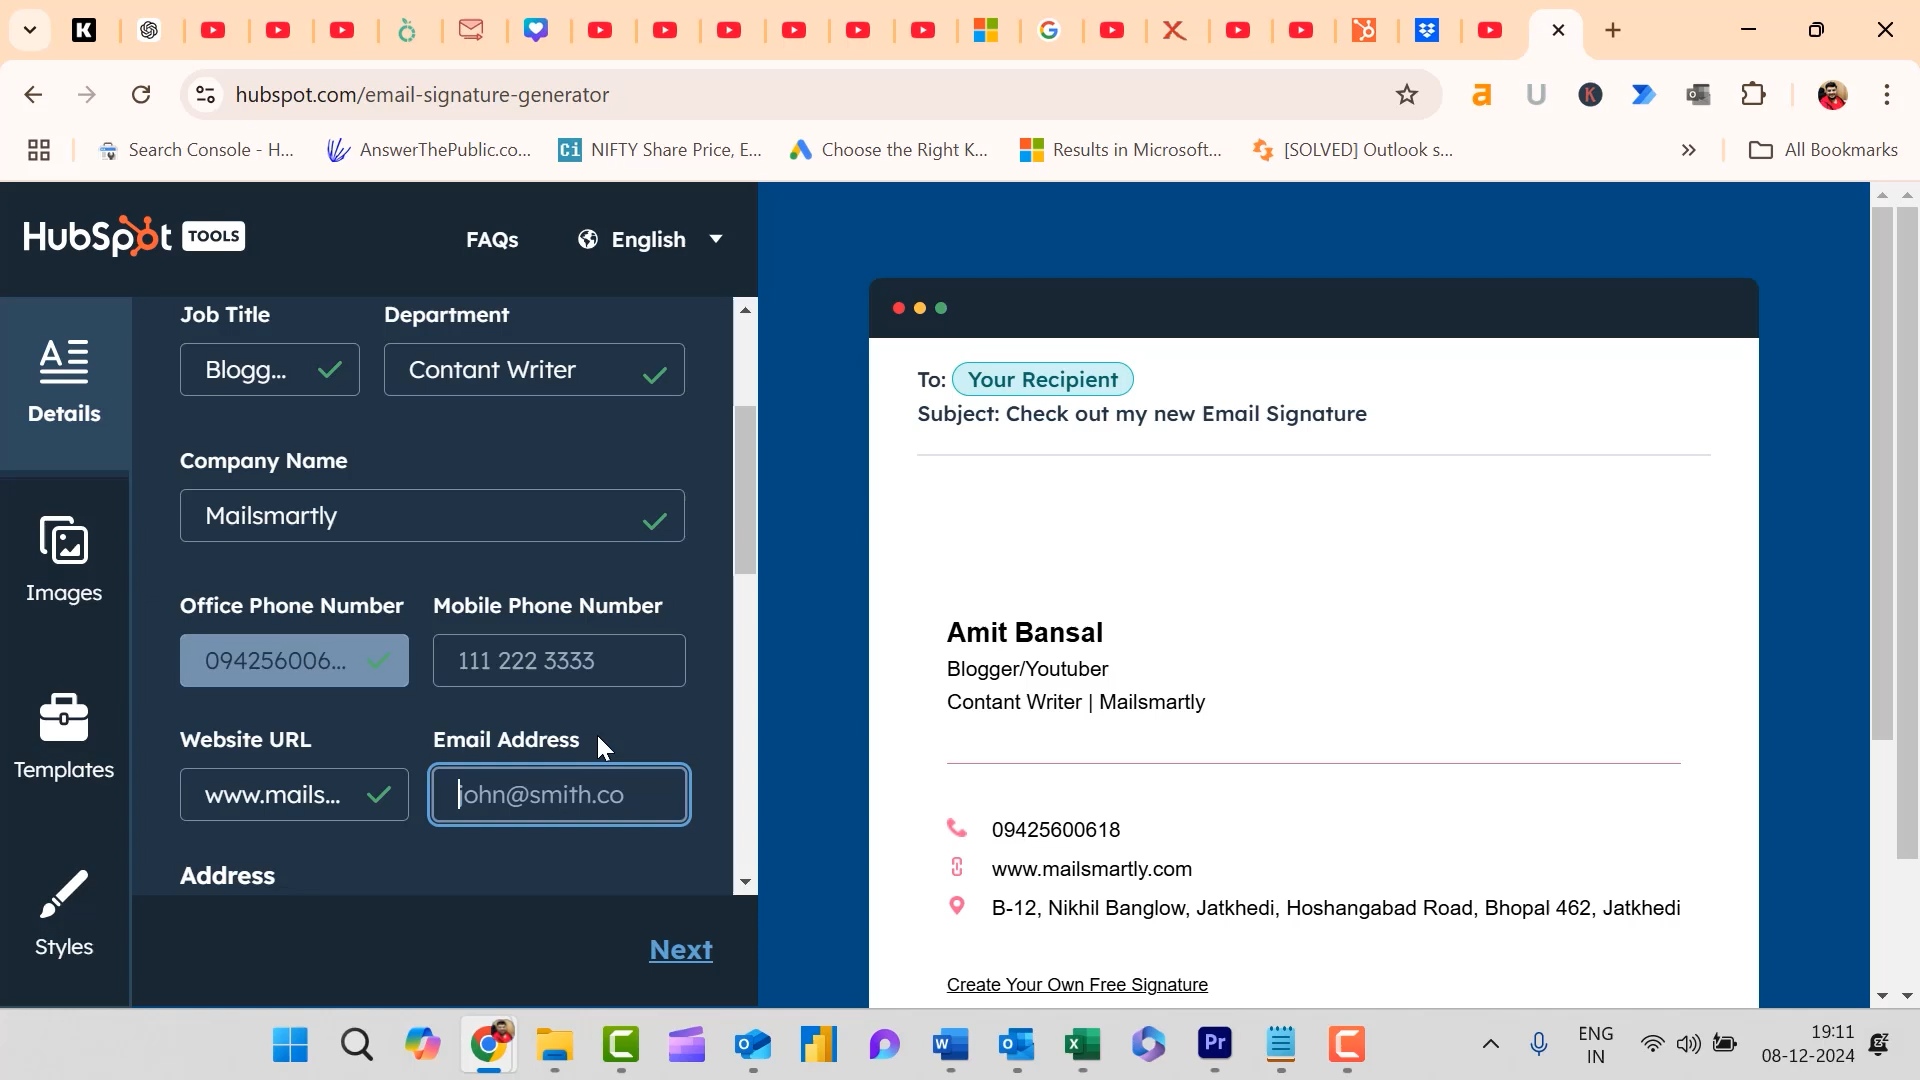 hubspot.com/email-signature-generator
Search Console - H...
AnswerThePublic.co...
Ci
NIFTY Share Price, E...
Choose the Right K...
Results in Microsoft...
[SOLVED] Outlook s...
»
All Bookmarks
HubSpot TOOLS
FAQs
English
Details
Images
Templates
Styles
Job Title
Department
Blogg...
Contant Writer
Company Name
Mailsmartly
Office Phone Number
Mobile Phone Number
094256006...
111 222 3333
Website URL
Email Address
www.mails...
john@smith.co
Address
Next
To: Your Recipient
Subject: Check out my new Email Signature
Amit Bansal
Blogger/Youtuber
Contant Writer | Mailsmartly
09425600618
www.mailsmartly.com
B-12, Nikhil Banglow, Jatkhedi, Hoshangabad Road, Bhopal 462, Jatkhedi
Create Your Own Free Signature
ENG
IN
19:11
08-12-2024